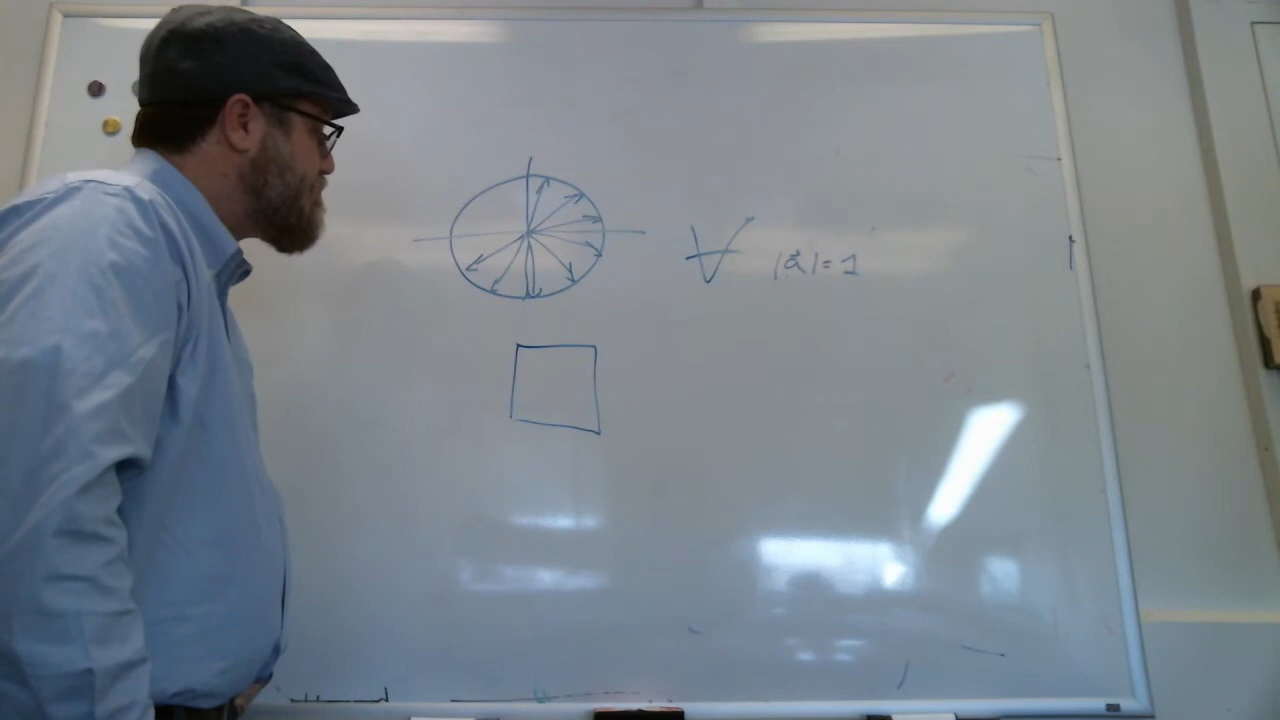 ∀ |a⃗| = 1